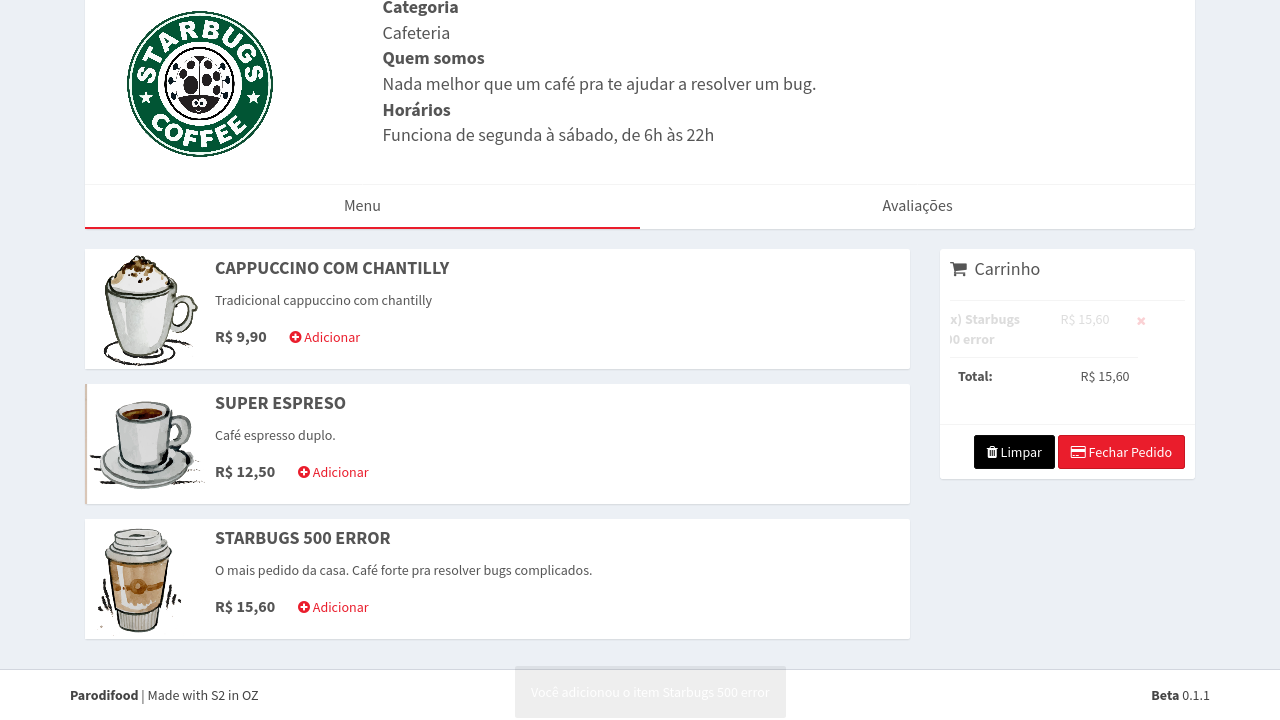 STARBUGS
COFFEE
Categoria
Cafeteria
Quem somos
Nada melhor que um café pra te ajudar a resolver um bug.
Horários
Funciona de segunda à sábado, de 6h às 22h
Menu
Avaliações
CAPPUCCINO COM CHANTILLY
Tradicional cappuccino com chantilly
R$ 9,90 Adicionar
SUPER ESPRESO
Café espresso duplo.
R$ 12,50 Adicionar
STARBUGS 500 ERROR
O mais pedido da casa. Café forte pra resolver bugs complicados.
R$ 15,60 Adicionar
Carrinho
x) Starbugs R$ 15,60
0 error
Total: R$ 15,60
Limpar Fechar Pedido
Você adicionou o item Starbugs 500 error
Parodifood | Made with S2 in OZ
Beta 0.1.1